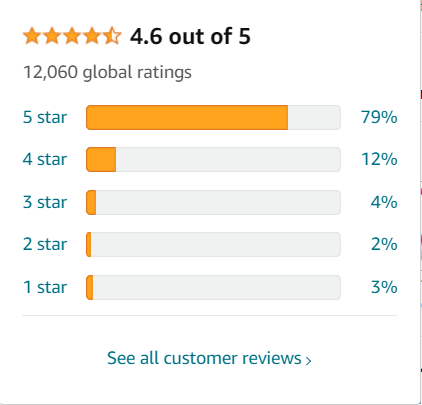 4.6 out of 5
12,060 global ratings
5 star 79%
4 star 12%
3 star 4%
2 star 2%
1 star 3%
See all customer reviews ›